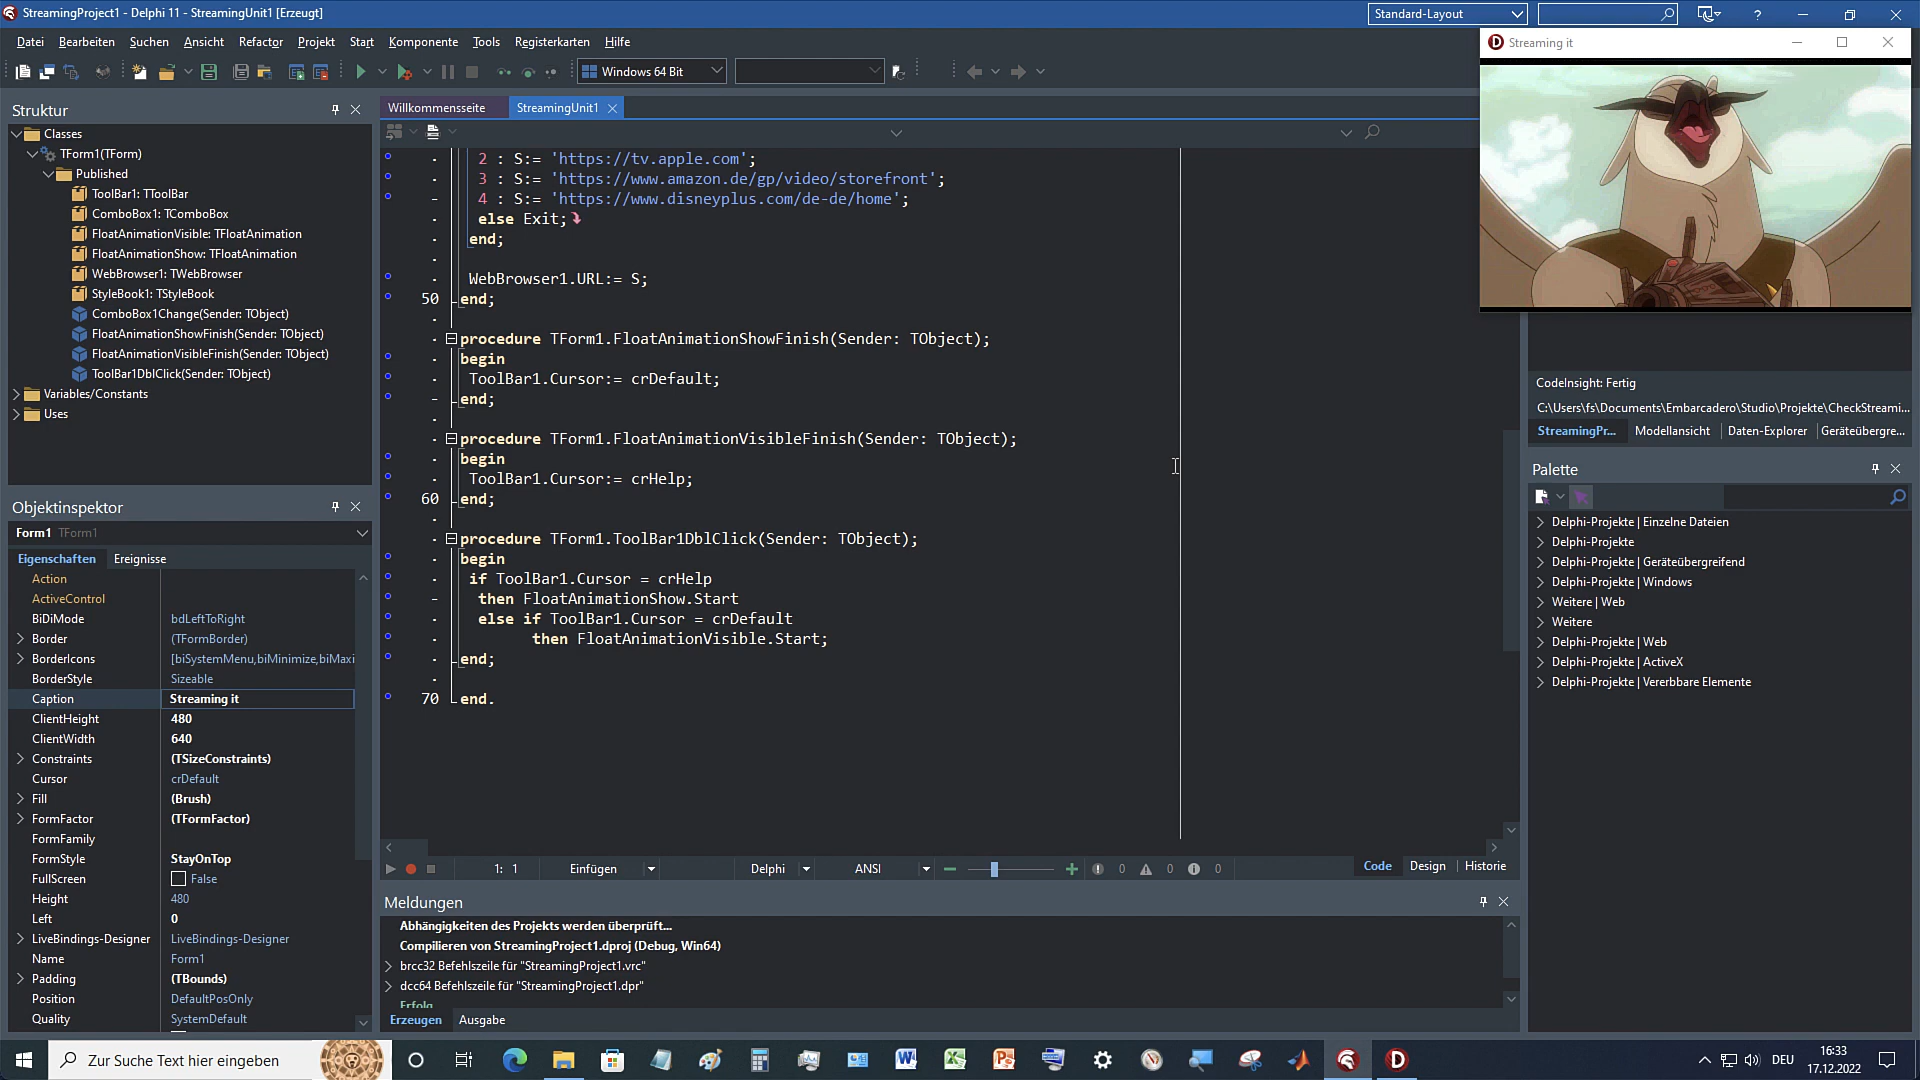 StreamingProject1 - Delphi 11 - StreamingUnit1 [Erzeugt]
Standard-Layout
?
Datei Bearbeiten Suchen Ansicht Refactor Projekt Start Komponente Tools Registerkarten Hilfe
Windows 64 Bit
Streaming it
Struktur
Classes
TForm1(TForm)
Published
ToolBar1: TToolBar
ComboBox1: TComboBox
FloatAnimationVisible: TFloatAnimation
FloatAnimationShow: TFloatAnimation
WebBrowser1: TWebBrowser
StyleBook1: TStyleBook
ComboBox1Change(Sender: TObject)
FloatAnimationShowFinish(Sender: TObject)
FloatAnimationVisibleFinish(Sender: TObject)
ToolBar1DblClick(Sender: TObject)
Variables/Constants
Uses
Objektinspektor
Form1 TForm1
Eigenschaften Ereignisse
Action
ActiveControl
BiDiMode bdLeftToRight
Border (TFormBorder)
BorderIcons [biSystemMenu,biMinimize,biMaxi
BorderStyle Sizeable
Caption Streaming it
ClientHeight 480
ClientWidth 640
Constraints (TSizeConstraints)
Cursor crDefault
Fill (Brush)
FormFactor (TFormFactor)
FormFamily
FormStyle StayOnTop
FullScreen False
Height 480
Left 0
LiveBindings-Designer LiveBindings-Designer
Name Form1
Padding (TBounds)
Position DefaultPosOnly
Quality SystemDefault
Willkommensseite StreamingUnit1
2 : S:= 'https://tv.apple.com';
3 : S:= 'https://www.amazon.de/gp/video/storefront';
4 : S:= 'https://www.disneyplus.com/de-de/home';
else Exit;
end;
WebBrowser1.URL:= S;
50 end;
procedure TForm1.FloatAnimationShowFinish(Sender: TObject);
begin
ToolBar1.Cursor:= crDefault;
end;
procedure TForm1.FloatAnimationVisibleFinish(Sender: TObject);
begin
ToolBar1.Cursor:= crHelp;
60 end;
procedure TForm1.ToolBar1DblClick(Sender: TObject);
begin
if ToolBar1.Cursor = crHelp
then FloatAnimationShow.Start
else if ToolBar1.Cursor = crDefault
then FloatAnimationVisible.Start;
end;
70 end.
1: 1 Einfügen Delphi ANSI 0 0 0 Code Design Historie
Meldungen
Abhängigkeiten des Projekts werden überprüft...
Compilieren von StreamingProject1.dproj (Debug, Win64)
brcc32 Befehlszeile für "StreamingProject1.vrc"
dcc64 Befehlszeile für "StreamingProject1.dpr"
Erfolg
Erzeugen Ausgabe
CodeInsight: Fertig
C:\Users\fs\Documents\Embarcadero\Studio\Projekte\CheckStreami...
StreamingPr... Modellansicht Daten-Explorer Geräteübergre...
Palette
Delphi-Projekte | Einzelne Dateien
Delphi-Projekte
Delphi-Projekte | Geräteübergreifend
Delphi-Projekte | Windows
Weitere | Web
Weitere
Delphi-Projekte | Web
Delphi-Projekte | ActiveX
Delphi-Projekte | Vererbbare Elemente
Zur Suche Text hier eingeben
DEU
16:33
17.12.2022